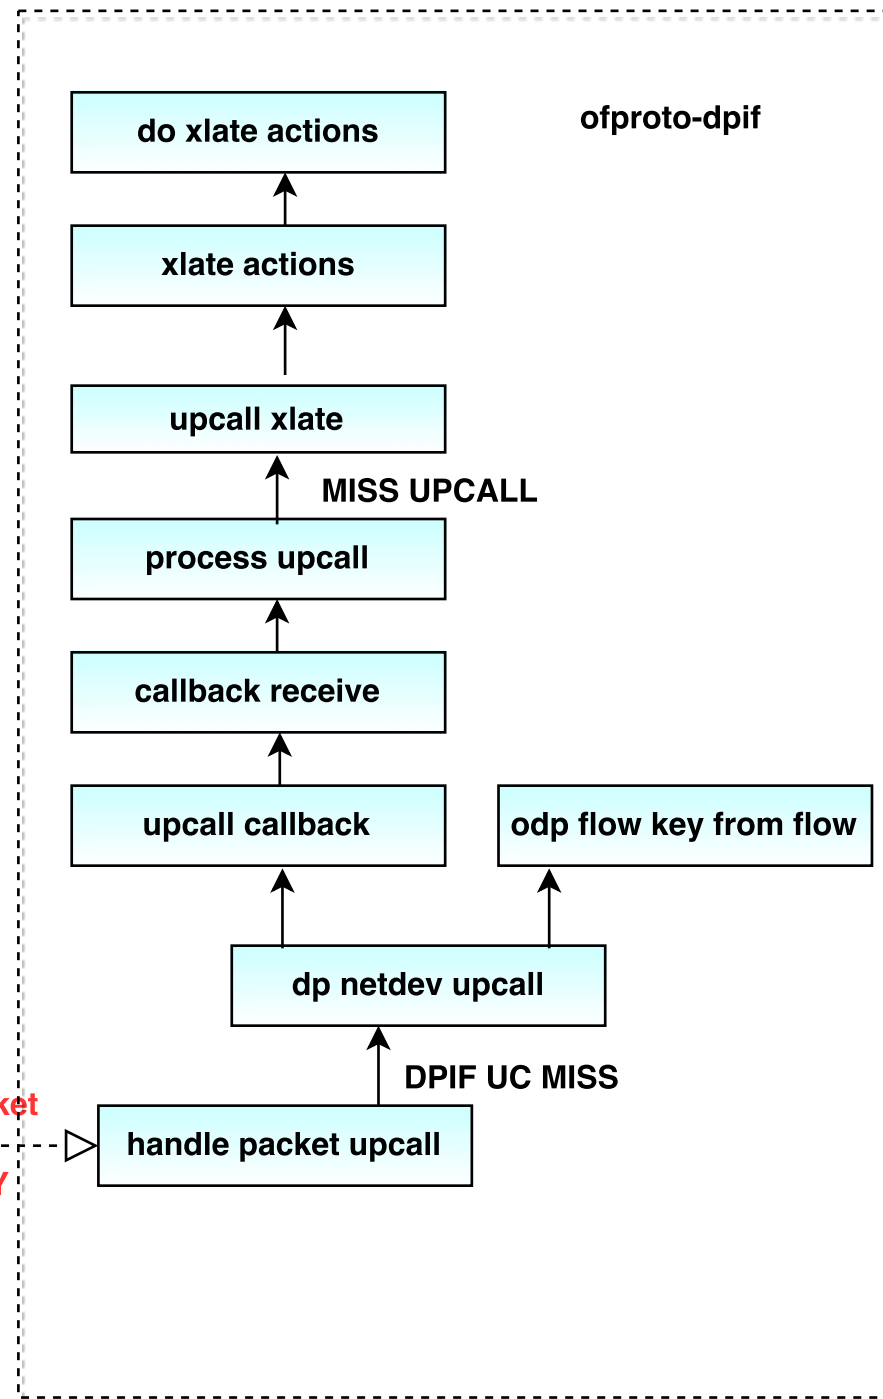 ofproto-dpif
do xlate actions
xlate actions
upcall xlate
MISS UPCALL
process upcall
callback receive
upcall callback
odp flow key from flow
dp netdev upcall
DPIF UC MISS
handle packet upcall